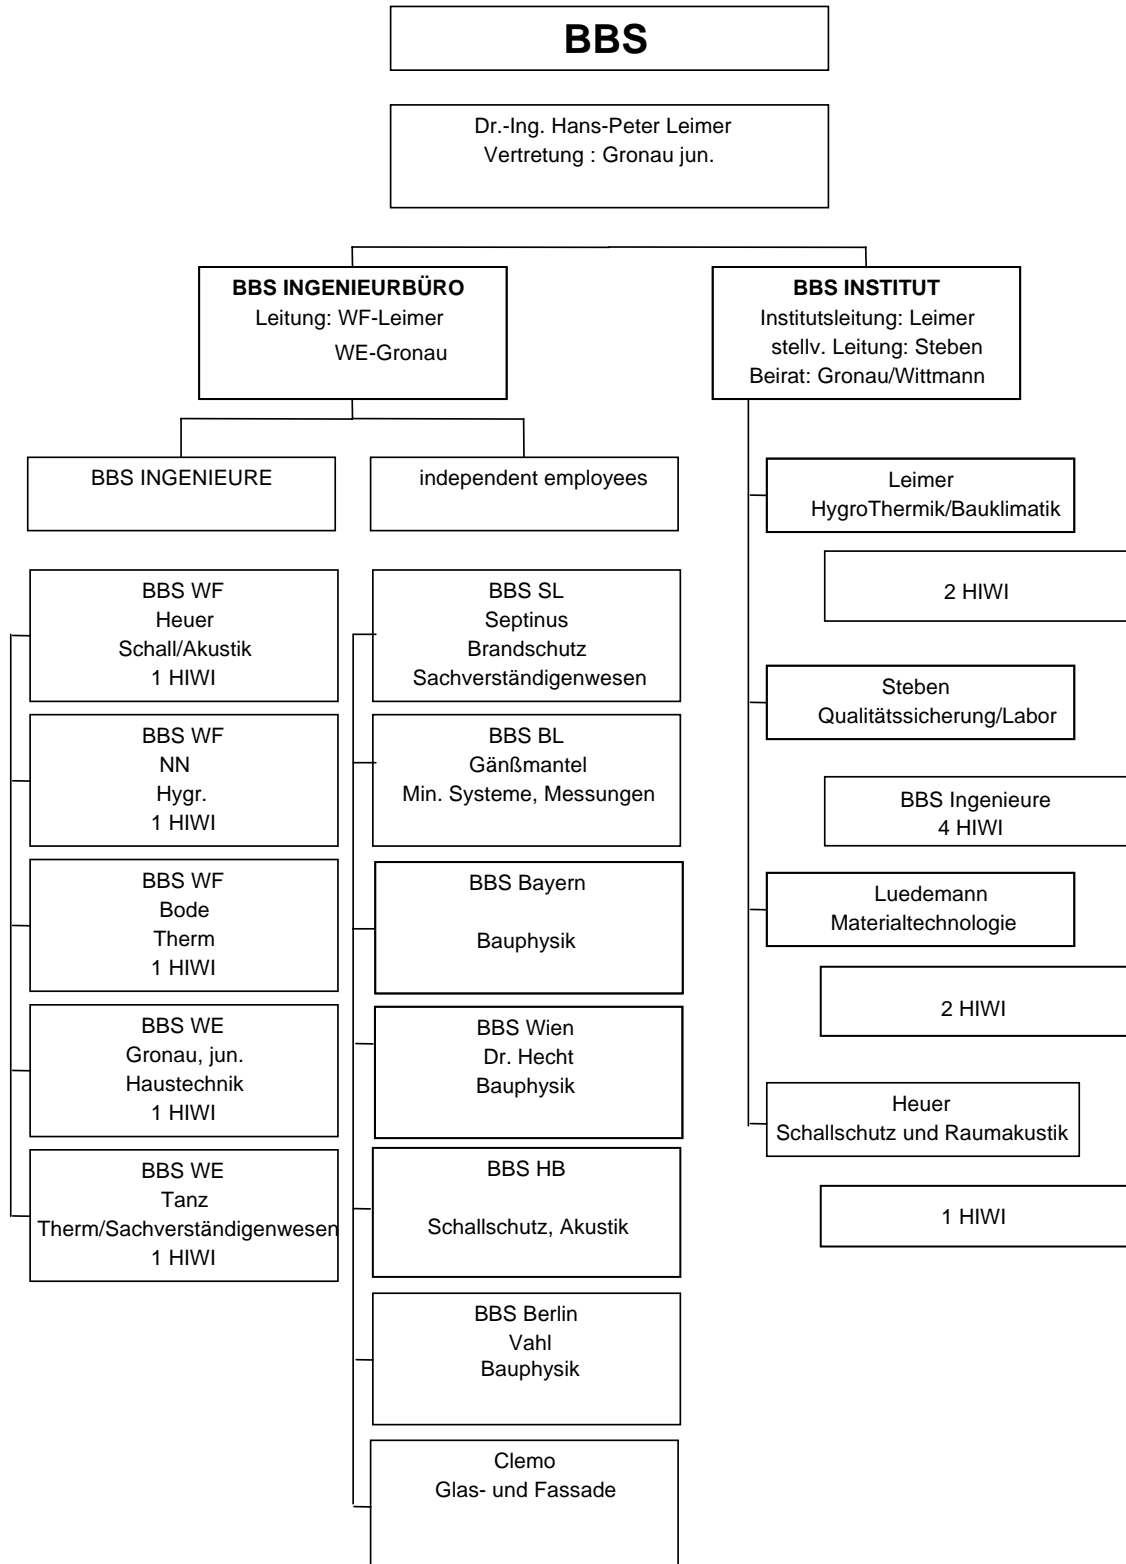 BBS
Dr.-Ing. Hans-Peter Leimer
Vertretung : Gronau jun.
BBS INGENIEURBÜRO
Leitung: WF-Leimer
WE-Gronau
BBS INSTITUT
Institutsleitung: Leimer
stellv. Leitung: Steben
Beirat: Gronau/Wittmann
BBS INGENIEURE
independent employees
BBS WF
Heuer
Schall/Akustik
1 HIWI
BBS WF
NN
Hygr.
1 HIWI
BBS WF
Bode
Therm
1 HIWI
BBS WE
Gronau, jun.
Haustechnik
1 HIWI
BBS WE
Tanz
Therm/Sachverständigenwesen
1 HIWI
BBS SL
Septinus
Brandschutz
Sachverständigenwesen
BBS BL
Gänßmantel
Min. Systeme, Messungen
BBS Bayern
Bauphysik
BBS Wien
Dr. Hecht
Bauphysik
BBS HB
Schallschutz, Akustik
BBS Berlin
Vahl
Bauphysik
Clemo
Glas- und Fassade
Leimer
HygroThermik/Bauklimatik
2 HIWI
Steben
Qualitätssicherung/Labor
BBS Ingenieure
4 HIWI
Luedemann
Materialtechnologie
2 HIWI
Heuer
Schallschutz und Raumakustik
1 HIWI